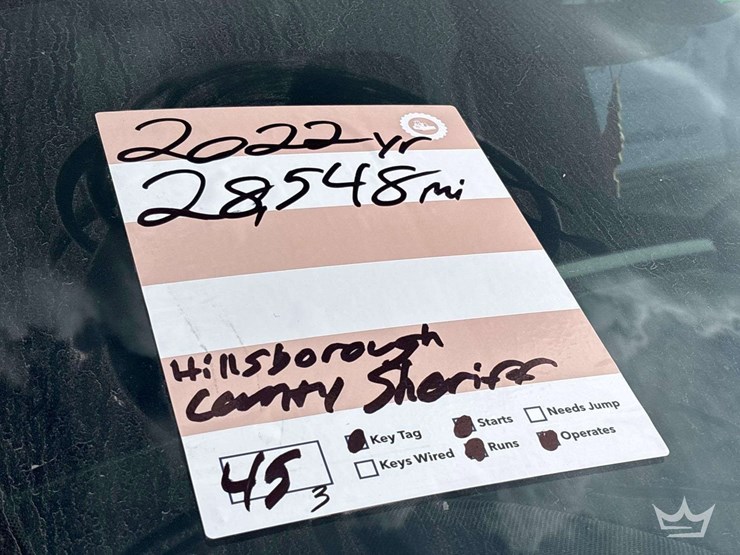 2022 yr
28,548 mi
Hillsborough
County Sheriff
45 3
Key Tag Starts Needs Jump
Keys Wired Runs Operates